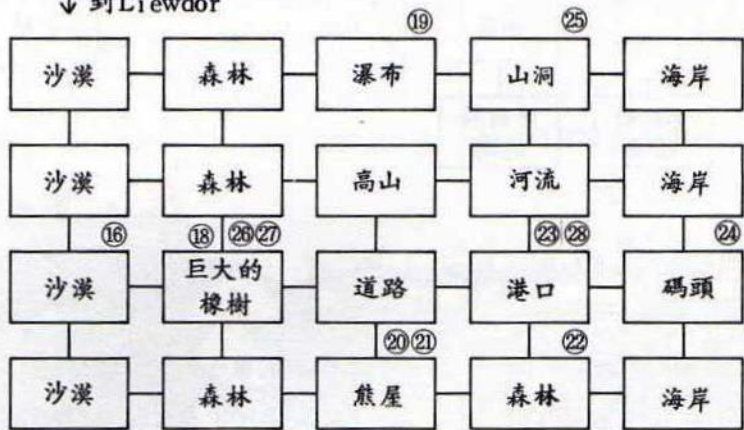 ↓ 到Liewdor
⑲ ㉕
沙漠 森林 瀑布 山洞 海岸
沙漠 森林 高山 河流 海岸
⑯ ⑱ ㉖㉗ ㉓㉘ ㉔
沙漠 巨大的橡樹 道路 港口 碼頭
⑳㉑ ㉒
沙漠 森林 熊屋 森林 海岸